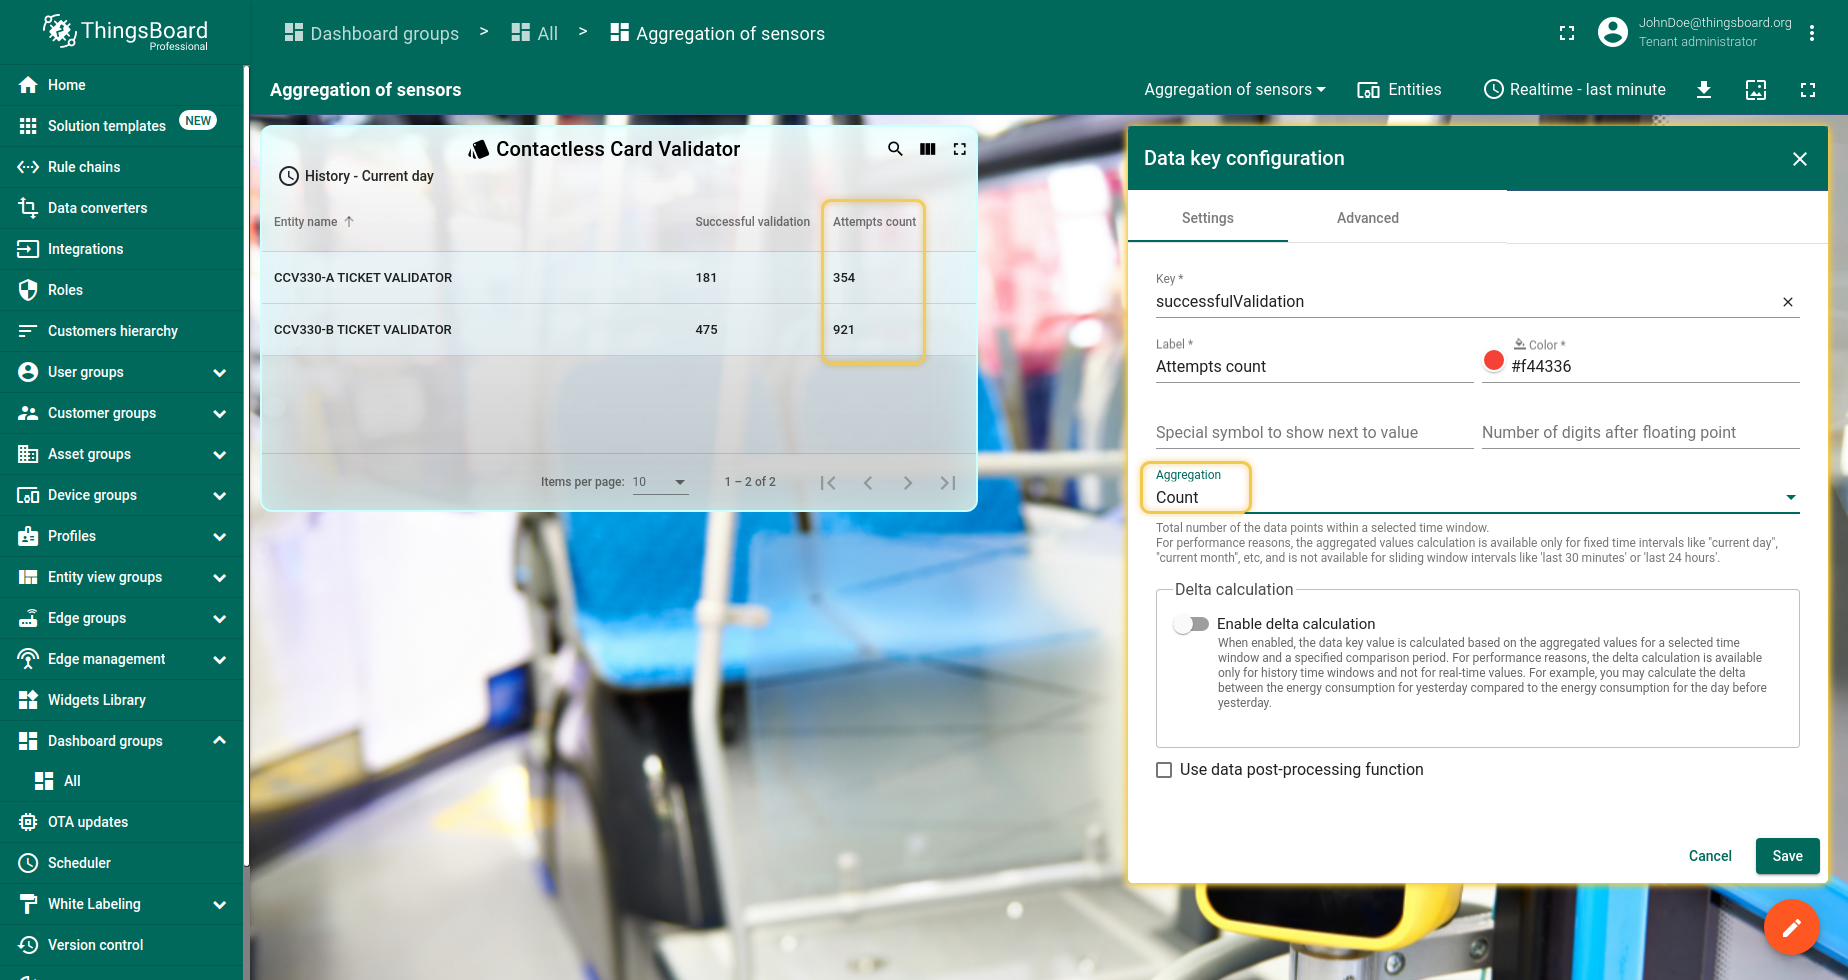 ThingsBoard
Professional
Dashboard groups > All > Aggregation of sensors
JohnDoe@thingsboard.org
Tenant administrator
Aggregation of sensors
Aggregation of sensors
Entities
Realtime - last minute
Home
Solution templates NEW
Rule chains
Data converters
Integrations
Roles
Customers hierarchy
User groups
Customer groups
Asset groups
Device groups
Profiles
Entity view groups
Edge groups
Edge management
Widgets Library
Dashboard groups
All
OTA updates
Scheduler
White Labeling
Version control
Contactless Card Validator
History - Current day
Entity name Successful validation Attempts count
CCV330-A TICKET VALIDATOR 181 354
CCV330-B TICKET VALIDATOR 475 921
Items per page: 10 1 – 2 of 2
Data key configuration
Settings Advanced
Key *
successfulValidation
Label * Color *
Attempts count #f44336
Special symbol to show next to value Number of digits after floating point
Aggregation
Count
Total number of the data points within a selected time window.
For performance reasons, the aggregated values calculation is available only for fixed time intervals like "current day",
"current month", etc, and is not available for sliding window intervals like 'last 30 minutes' or 'last 24 hours'.
Delta calculation
Enable delta calculation
When enabled, the data key value is calculated based on the aggregated values for a selected time
window and a specified comparison period. For performance reasons, the delta calculation is available
only for history time windows and not for real-time values. For example, you may calculate the delta
between the energy consumption for yesterday compared to the energy consumption for the day before
yesterday.
Use data post-processing function
Cancel Save